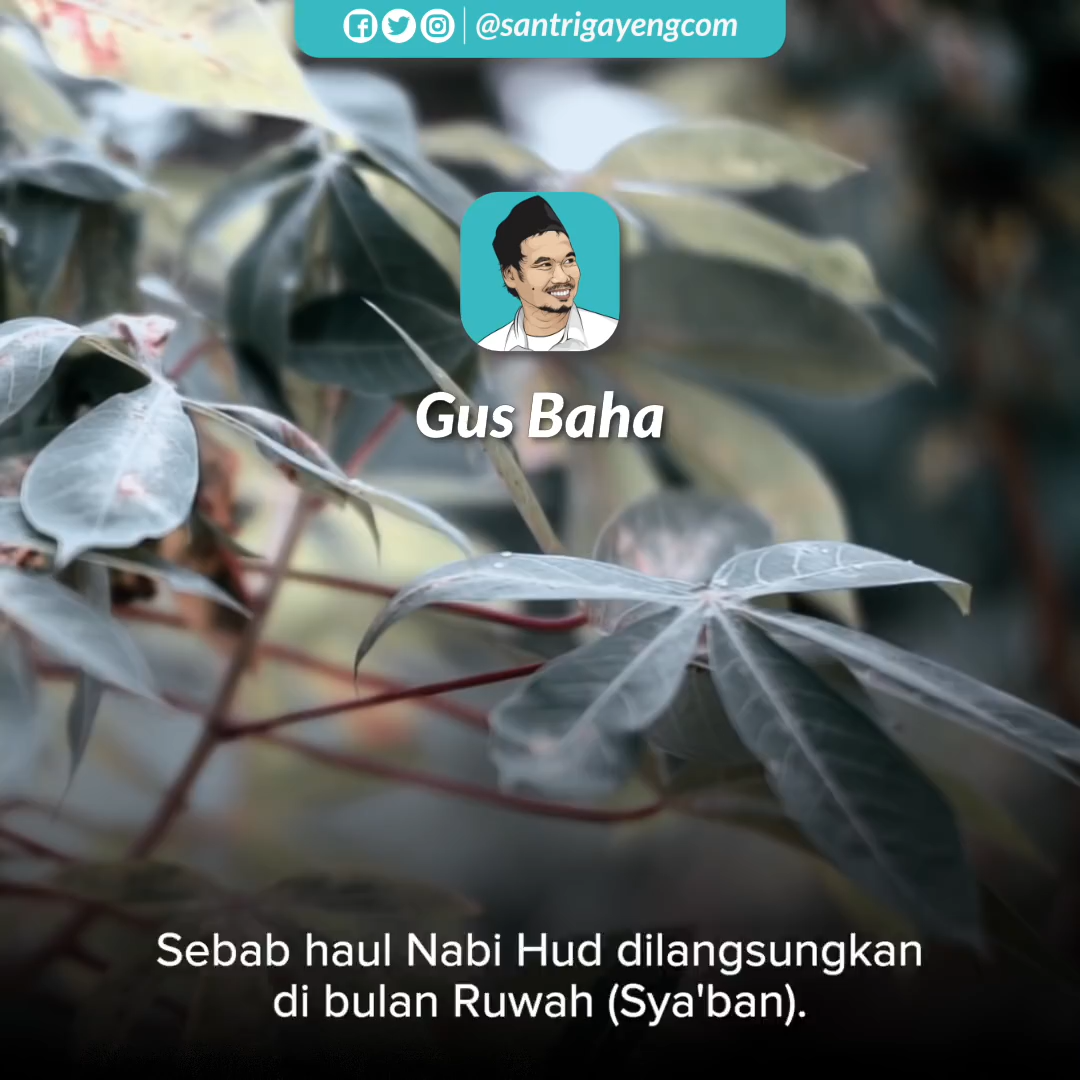 @santrigayengcom
Gus Baha
Sebab haul Nabi Hud dilangsungkan
di bulan Ruwah (Sya'ban).